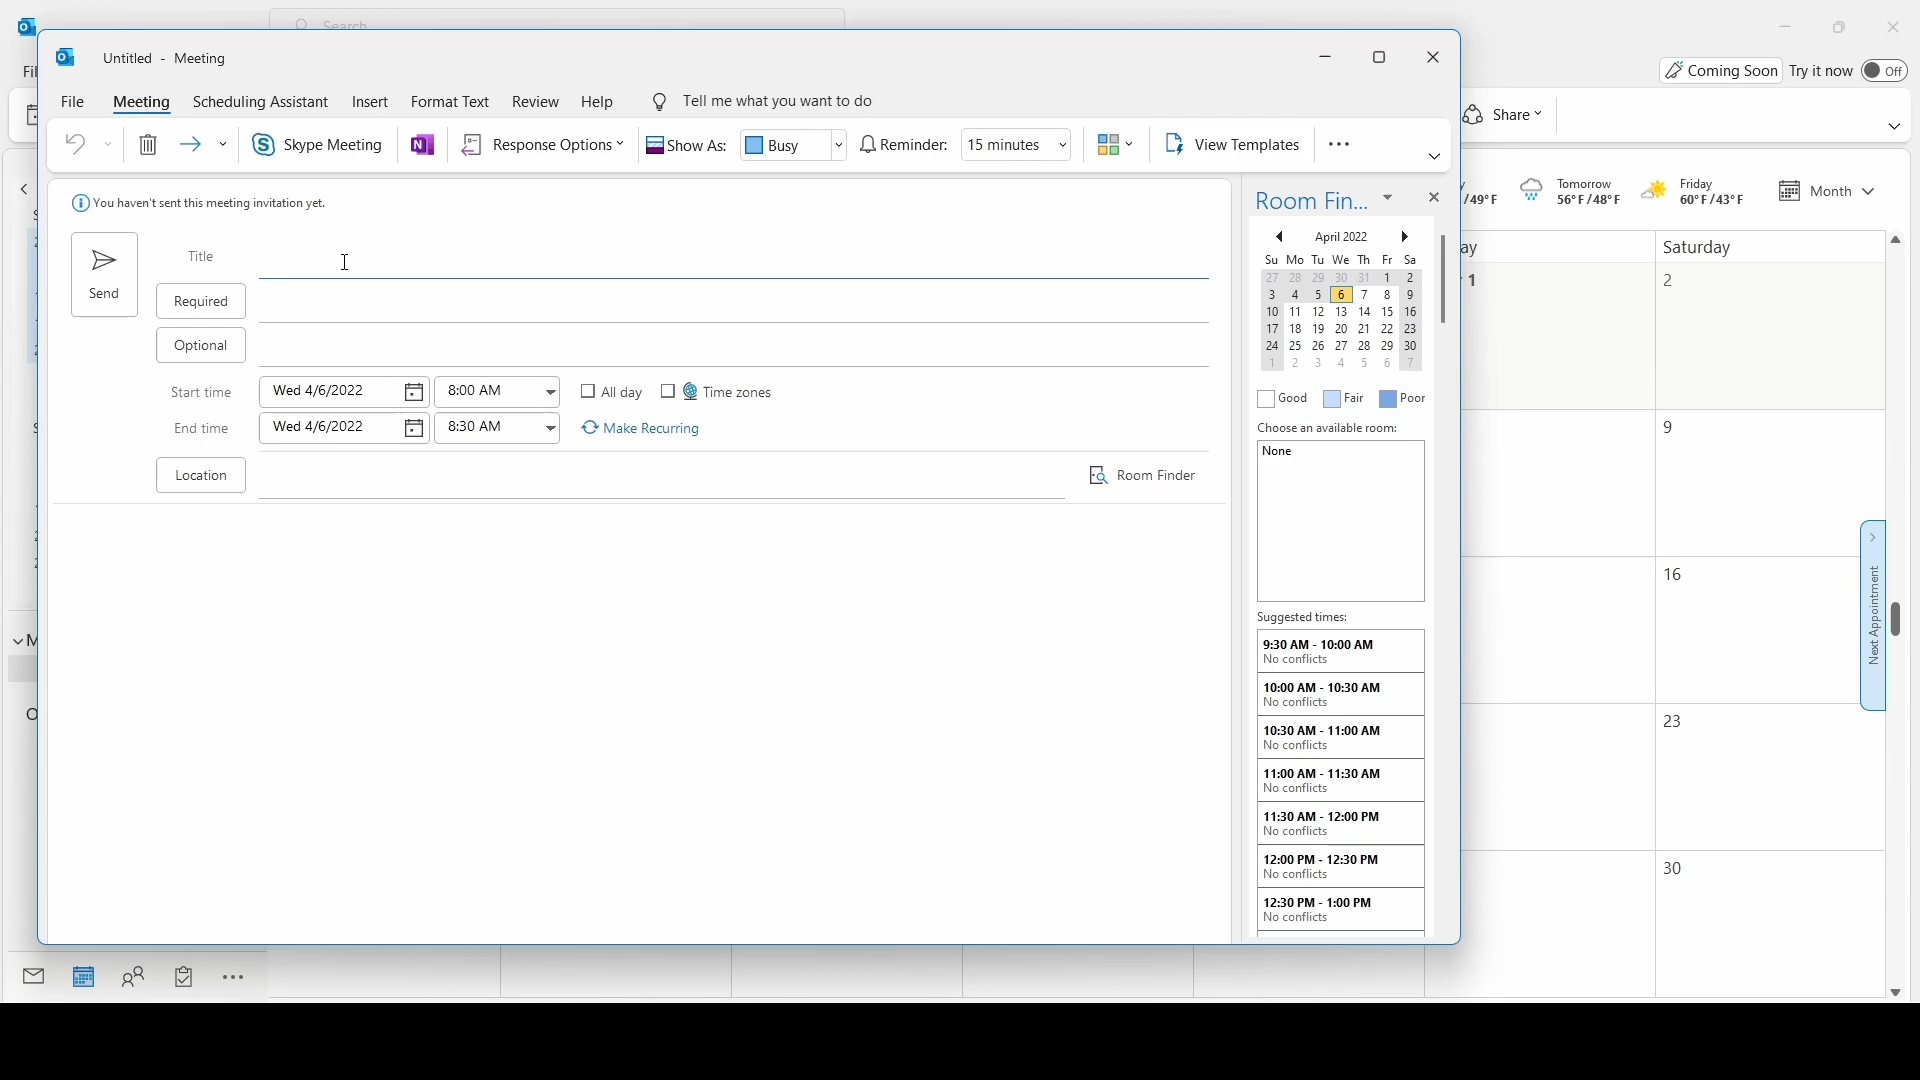 Search
Untitled - Meeting
Coming Soon Try it now Off
File Meeting Scheduling Assistant Insert Format Text Review Help Tell me what you want to do
Share
Skype Meeting Response Options Show As: Busy Reminder: 15 minutes View Templates
You haven't sent this meeting invitation yet.
Send
Title
Required
Optional
Start time Wed 4/6/2022 8:00 AM All day Time zones
End time Wed 4/6/2022 8:30 AM Make Recurring
Location Room Finder
Room Fin...
April 2022
Su Mo Tu We Th Fr Sa
27 28 29 30 31 1 2
3 4 5 6 7 8 9
10 11 12 13 14 15 16
17 18 19 20 21 22 23
24 25 26 27 28 29 30
1 2 3 4 5 6 7
Good Fair Poor
Choose an available room:
None
Suggested times:
9:30 AM - 10:00 AM
No conflicts
10:00 AM - 10:30 AM
No conflicts
10:30 AM - 11:00 AM
No conflicts
11:00 AM - 11:30 AM
No conflicts
11:30 AM - 12:00 PM
No conflicts
12:00 PM - 12:30 PM
No conflicts
12:30 PM - 1:00 PM
No conflicts
/49°F
Tomorrow
56°F/48°F
Friday
60°F/43°F
Month
Saturday
1 2
9
16
23
30
Next Appointment